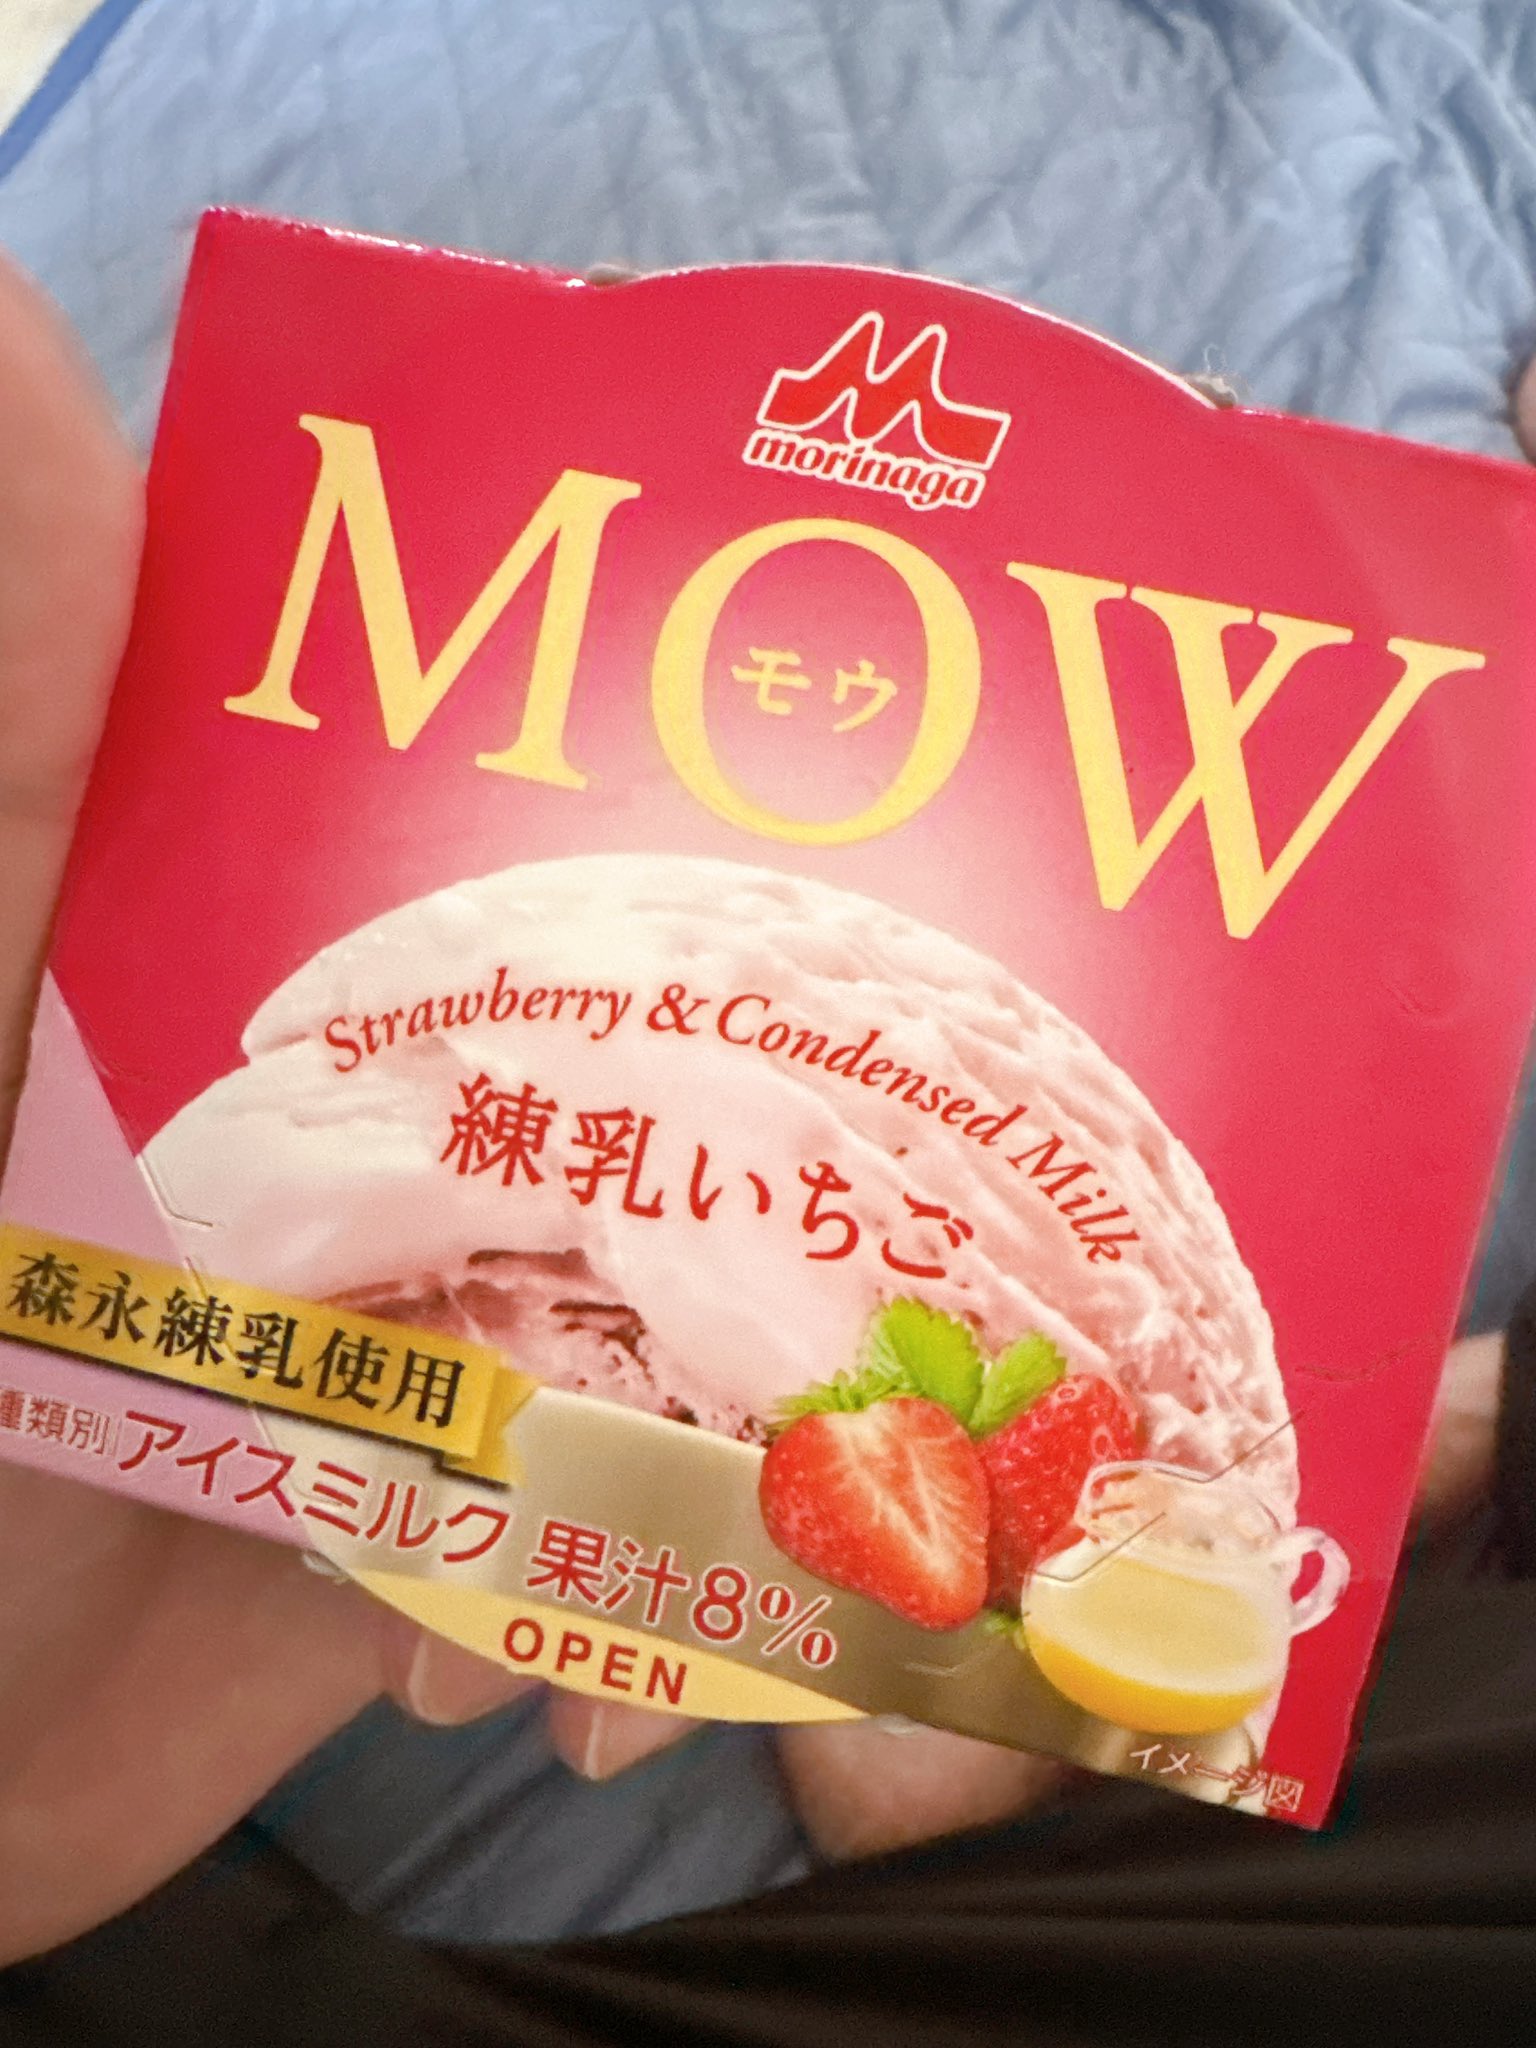 morinaga
MOW
モウ
Strawberry & Condensed Milk
練乳いちご
森永練乳使用
種類別 アイスミルク 果汁8%
OPEN
イメージ図